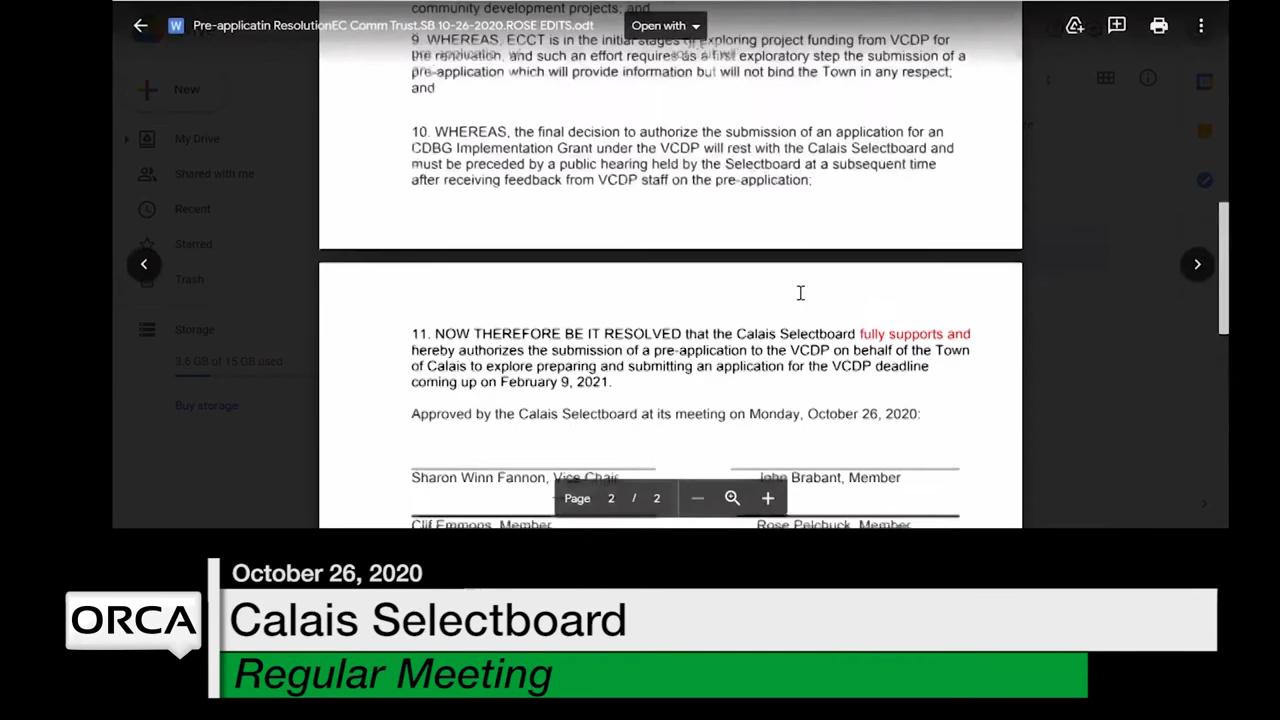 community development projects; and
Pre-applicatin ResolutionEC Comm Trust.SB 10-26-2020.ROSE EDITS.odt
Open with
9. WHEREAS, ECCT is in the initial stages of exploring project funding from VCDP for
the renovation, and such an effort requires as a first exploratory step the submission of a
pre-application which will provide information but will not bind the Town in any respect;
and
New
My Drive
Shared with me
Recent
Starred
Trash
Storage
3.6 GB of 15 GB used
Buy storage
10. WHEREAS, the final decision to authorize the submission of an application for an
CDBG Implementation Grant under the VCDP will rest with the Calais Selectboard and
must be preceded by a public hearing held by the Selectboard at a subsequent time
after receiving feedback from VCDP staff on the pre-application;
11. NOW THEREFORE BE IT RESOLVED that the Calais Selectboard fully supports and
hereby authorizes the submission of a pre-application to the VCDP on behalf of the Town
of Calais to explore preparing and submitting an application for the VCDP deadline
coming up on February 9, 2021.
Approved by the Calais Selectboard at its meeting on Monday, October 26, 2020:
Sharon Winn Fannon, Vice Chair John Brabant, Member
Page 2 / 2
Clif Emmons, Member Rose Pelchuck, Member
October 26, 2020
ORCA
Calais Selectboard
Regular Meeting